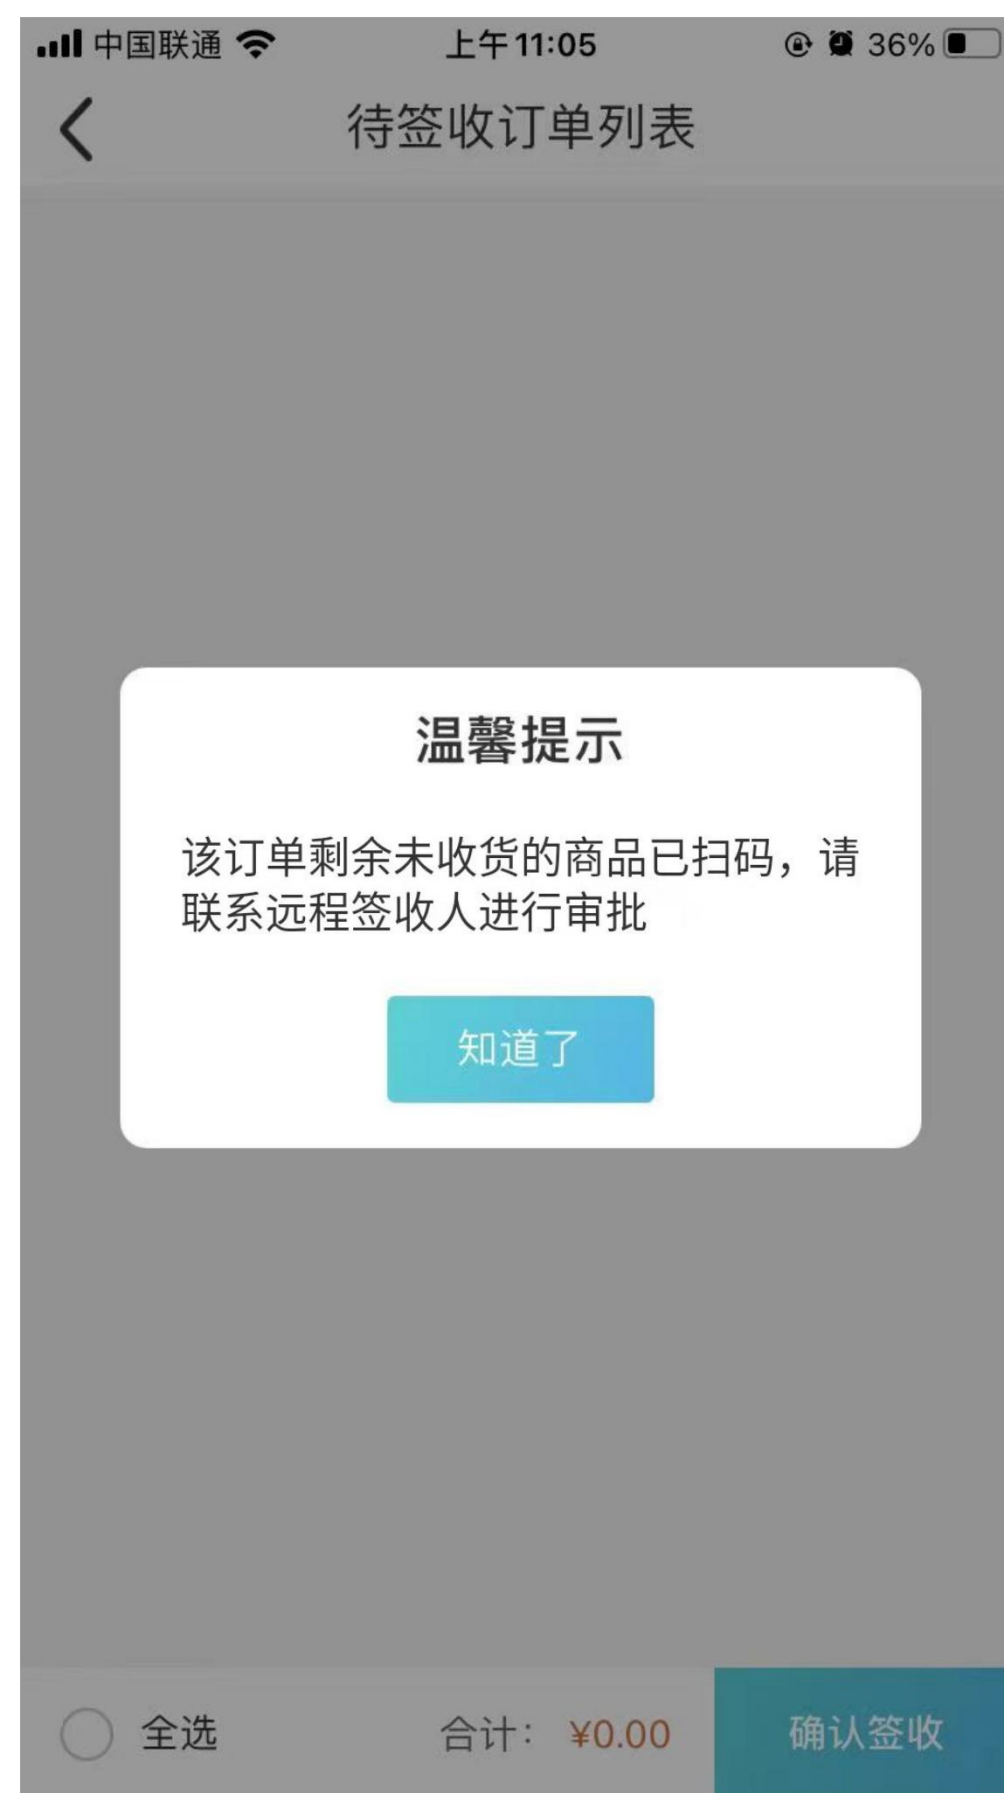 中国联通
上午11:05
36%
待签收订单列表
温馨提示
该订单剩余未收货的商品已扫码，请
联系远程签收人进行审批
知道了
全选
合计： ¥0.00
确认签收